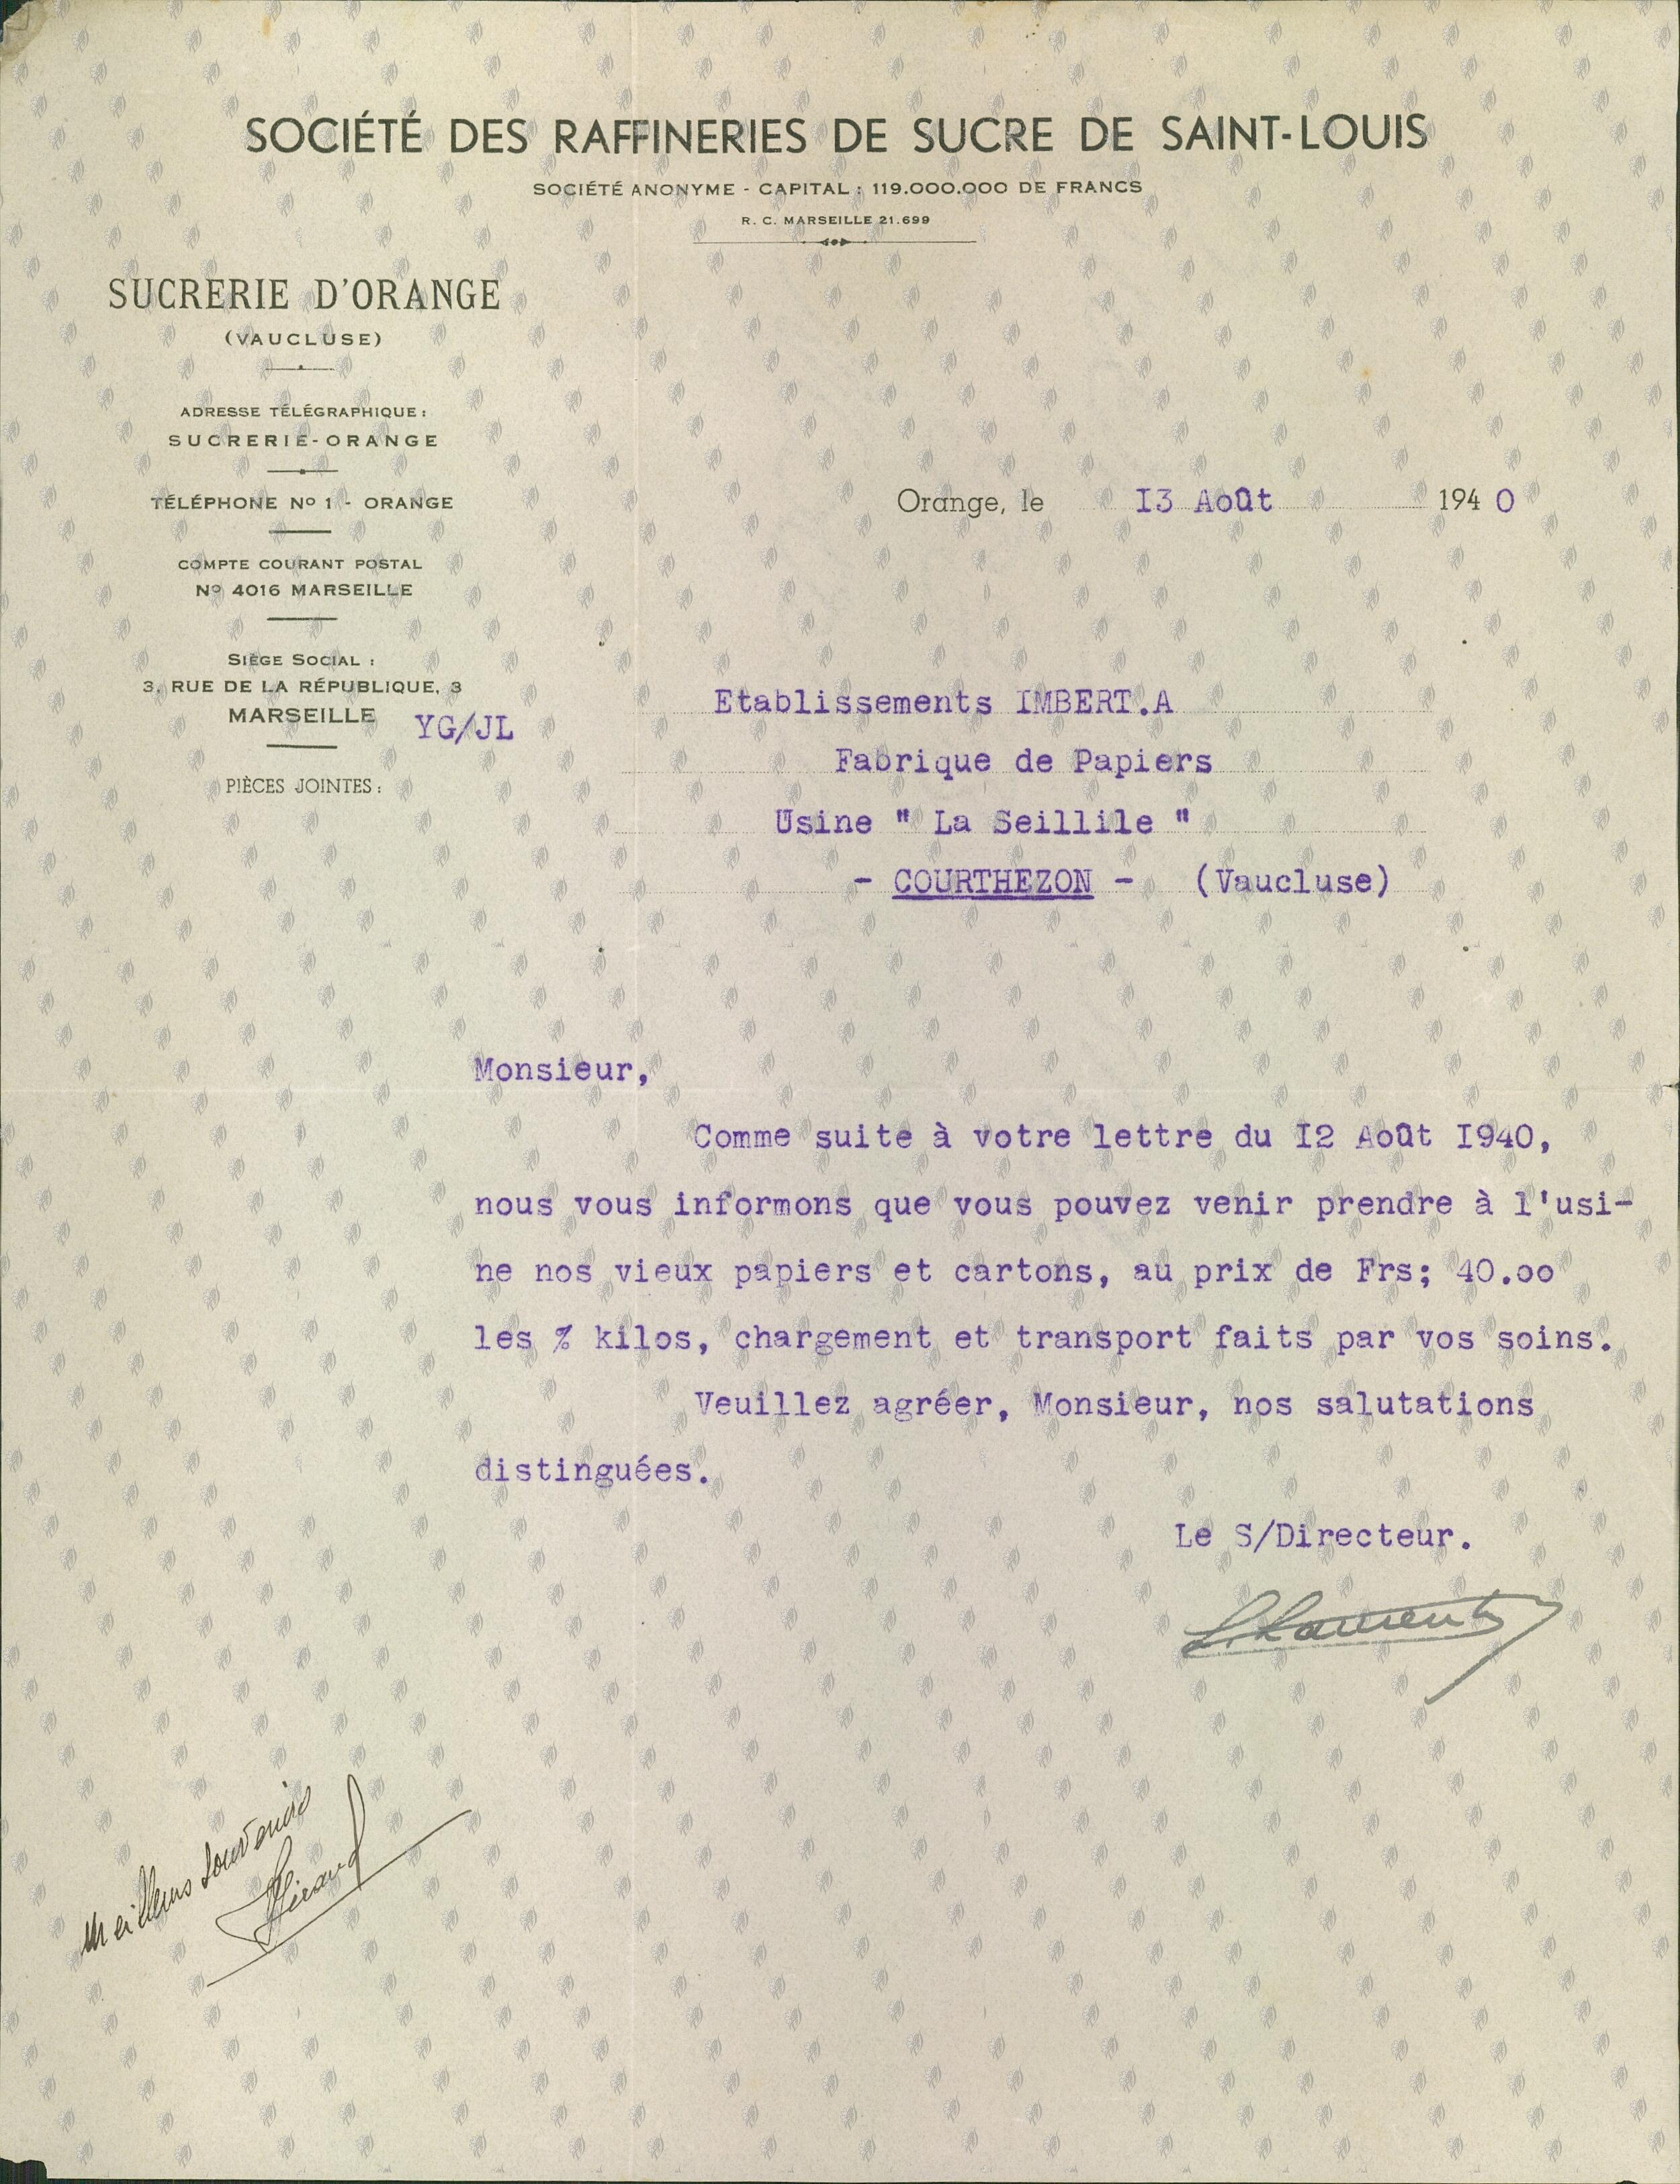 SOCIÉTÉ DES RAFFINERIES DE SUCRE DE SAINT-LOUIS
SOCIÉTÉ ANONYME - CAPITAL : 119.000.000 DE FRANCS
R. C. MARSEILLE 21.699
SUCRERIE D'ORANGE
(VAUCLUSE)
ADRESSE TÉLÉGRAPHIQUE :
SUCRERIE-ORANGE
TÉLÉPHONE Nº 1 - ORANGE
COMPTE COURANT POSTAL
Nº 4016 MARSEILLE
SIÈGE SOCIAL :
3, RUE DE LA RÉPUBLIQUE, 3
MARSEILLE
YG/JL
PIÈCES JOINTES :
Orange, le I3 Août 1940
Etablissements IMBERT.A
Fabrique de Papiers
Usine " La Seillile "
- COURTHEZON - (Vaucluse)
Monsieur,
Comme suite à votre lettre du I2 Août I940,
nous vous informons que vous pouvez venir prendre à l'usi-
ne nos vieux papiers et cartons, au prix de Frs; 40.oo
les % kilos, chargement et transport faits par vos soins.
Veuillez agréer, Monsieur, nos salutations
distinguées.
Le S/Directeur.
L. Laurent
Meilleurs souvenirs